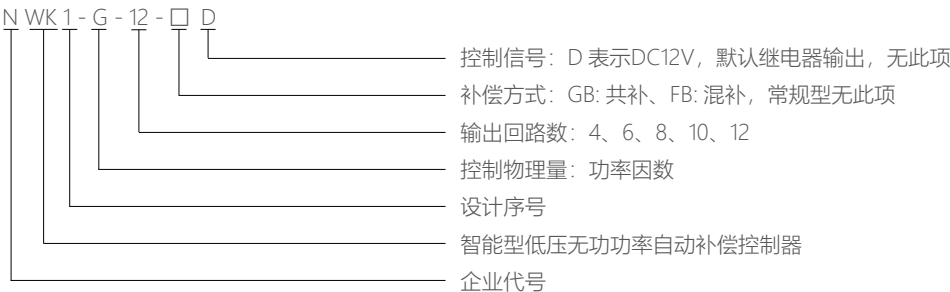 N WK 1 - G - 12 - □ D
控制信号：D 表示DC12V，默认继电器输出，无此项
补偿方式：GB: 共补、FB: 混补，常规型无此项
输出回路数：4、6、8、10、12
控制物理量：功率因数
设计序号
智能型低压无功功率自动补偿控制器
企业代号